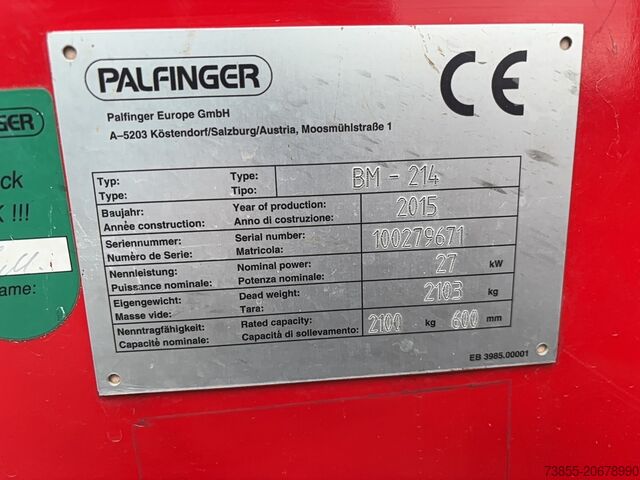 PALFINGER
CE
Palfinger Europe GmbH
A–5203 Köstendorf/Salzburg/Austria, Moosmühlstraße 1
Typ: Type: BM - 214
Type: Tipo:
Baujahr: Year of production: 2015
Année construction: Anno di costruzione:
Seriennummer: Serial number: 100279671
Numéro de Serie: Matricola:
Nennleistung: Nominal power: 27 kW
Puissance nominale: Potenza nominale:
Eigengewicht: Dead weight: 2103 kg
Masse vide: Tara:
Nenntragfähigkeit: Rated capacity: 2100 kg 600 mm
Capacité nominale: Capacità di sollevamento:
EB 3985.00001
NGER
ck
K !!!
ame:
73855-20678990